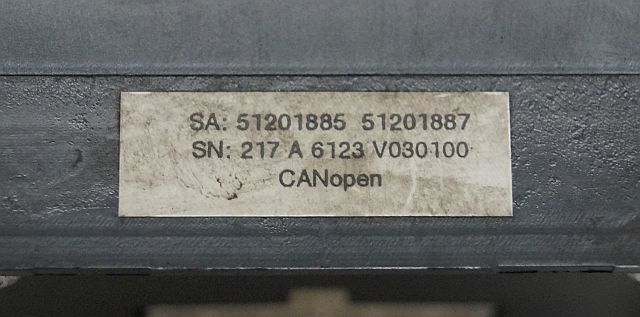 SA: 51201885 51201887
SN: 217 A 6123 V030100
CANopen